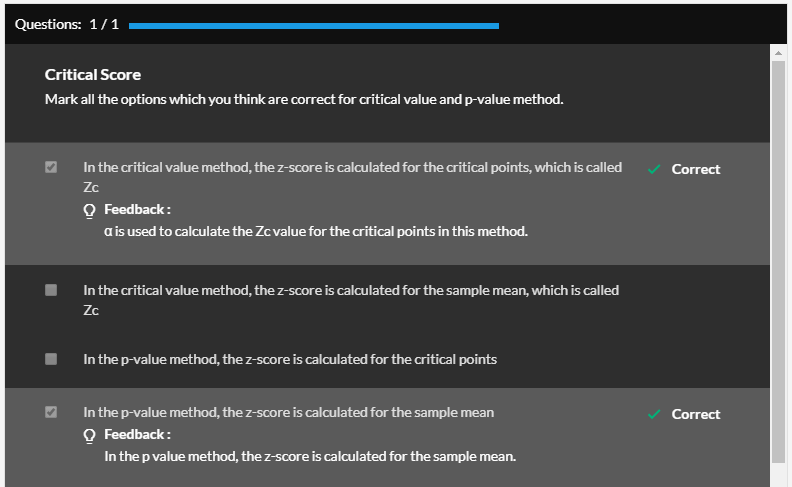 Questions: 1 / 1
Critical Score
Mark all the options which you think are correct for critical value and p-value method.
In the critical value method, the z-score is calculated for the critical points, which is called
Zc
Correct
Feedback :
α is used to calculate the Zc value for the critical points in this method.
In the critical value method, the z-score is calculated for the sample mean, which is called
Zc
In the p-value method, the z-score is calculated for the critical points
In the p-value method, the z-score is calculated for the sample mean
Correct
Feedback :
In the p value method, the z-score is calculated for the sample mean.